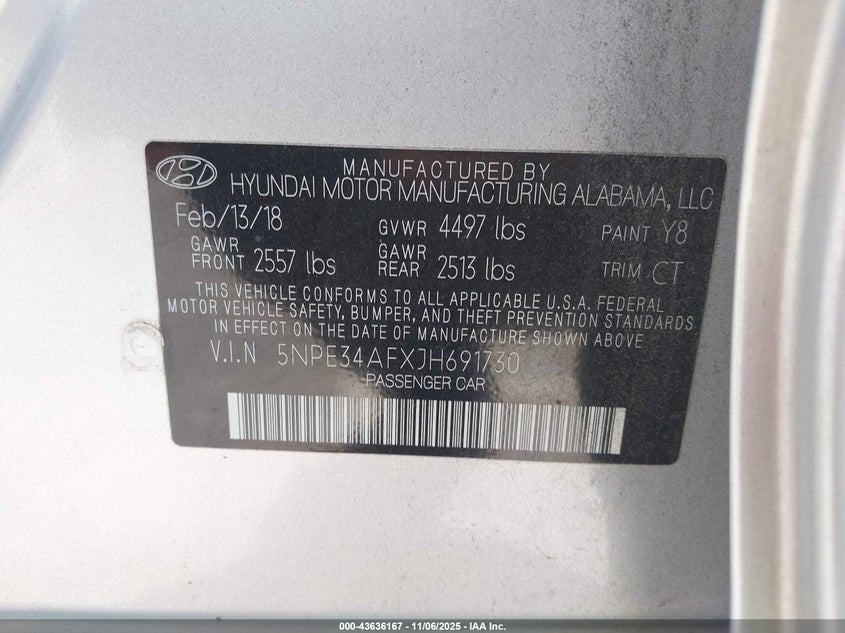 MANUFACTURED BY
HYUNDAI MOTOR MANUFACTURING ALABAMA, LLC
Feb/13/18 GVWR 4497 lbs PAINT Y8
GAWR FRONT 2557 lbs GAWR REAR 2513 lbs TRIM CT
THIS VEHICLE CONFORMS TO ALL APPLICABLE U.S.A. FEDERAL
MOTOR VEHICLE SAFETY, BUMPER, AND THEFT PREVENTION STANDARDS
IN EFFECT ON THE DATE OF MANUFACTURE SHOWN ABOVE
V.I.N 5NPE34AFXJH691730
PASSENGER CAR
000-43636167 - 11/06/2025 - IAA Inc.